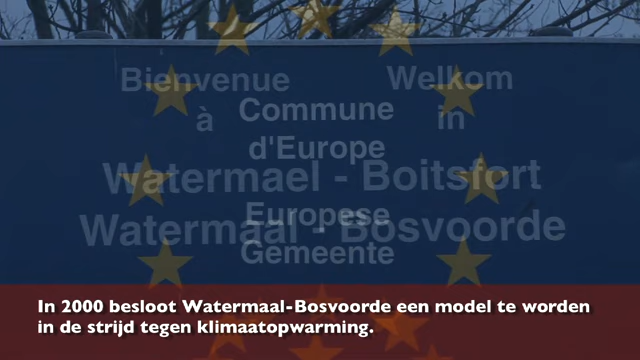 Bienvenue Welkom
à Commune in
d'Europe
Watermael - Boitsfort
Europese
Watermaal - Bosvoorde
Gemeente
In 2000 besloot Watermaal-Bosvoorde een model te worden
in de strijd tegen klimaatopwarming.